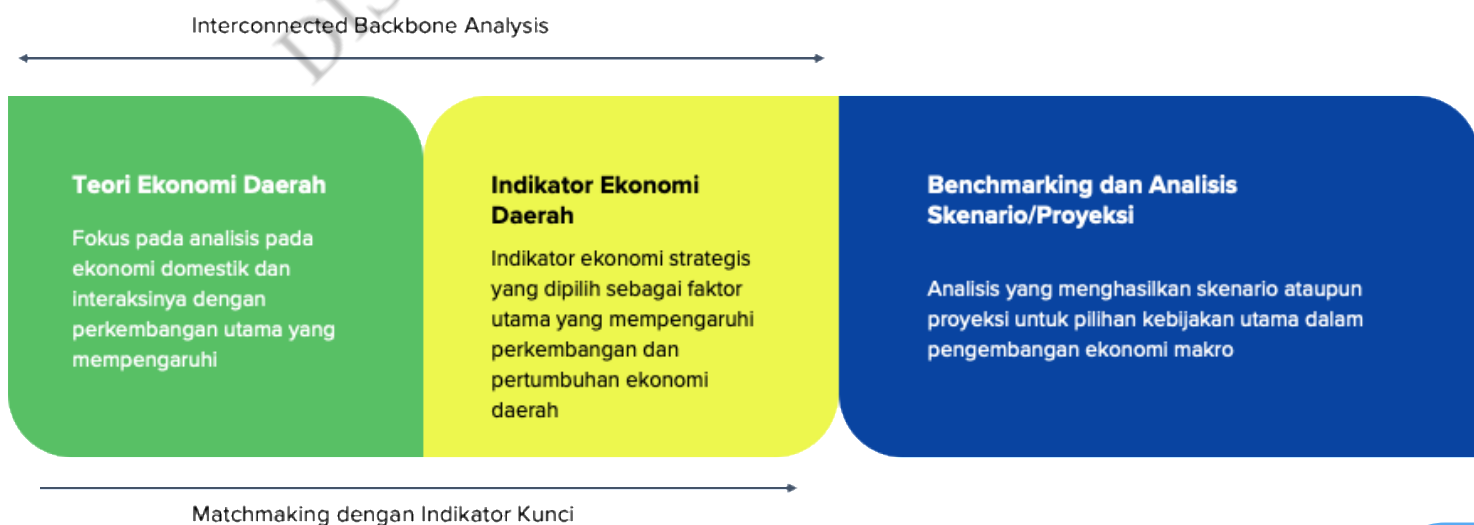 Interconnected Backbone Analysis
Teori Ekonomi Daerah
Fokus pada analisis pada
ekonomi domestik dan
interaksinya dengan
perkembangan utama yang
mempengaruhi
Indikator Ekonomi
Daerah
Indikator ekonomi strategis
yang dipilih sebagai faktor
utama yang mempengaruhi
perkembangan dan
pertumbuhan ekonomi
daerah
Benchmarking dan Analisis
Skenario/Proyeksi
Analisis yang menghasilkan skenario ataupun
proyeksi untuk pilihan kebijakan utama dalam
pengembangan ekonomi makro
Matchmaking dengan Indikator Kunci